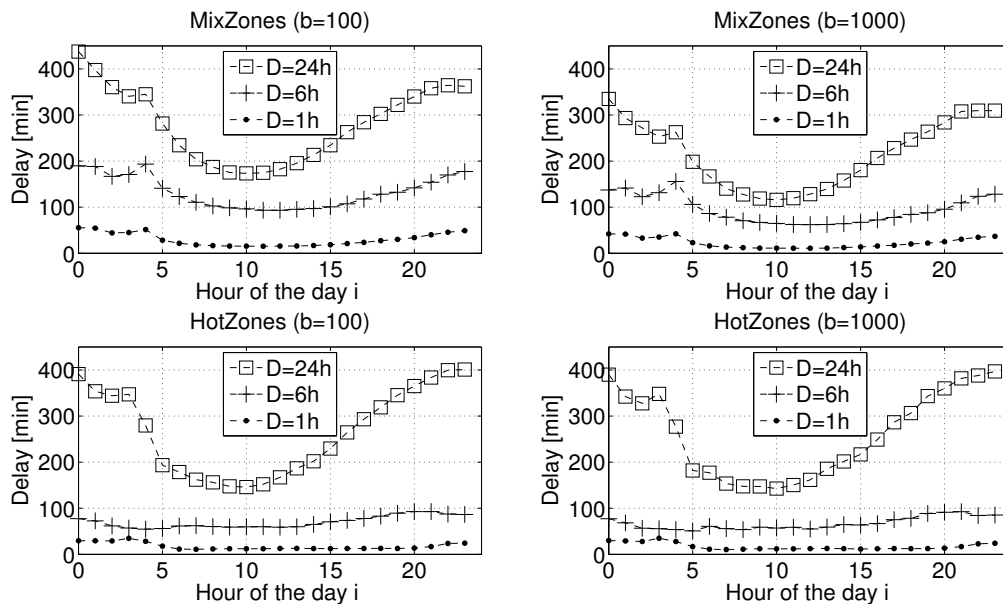 MixZones (b=100)
Delay [min]
400
300
200
100
0
D=24h
D=6h
D=1h
0 5 10 15 20
Hour of the day i
MixZones (b=1000)
Delay [min]
400
300
200
100
0
D=24h
D=6h
D=1h
0 5 10 15 20
Hour of the day i
HotZones (b=100)
Delay [min]
400
300
200
100
0
D=24h
D=6h
D=1h
0 5 10 15 20
Hour of the day i
HotZones (b=1000)
Delay [min]
400
300
200
100
0
D=24h
D=6h
D=1h
0 5 10 15 20
Hour of the day i